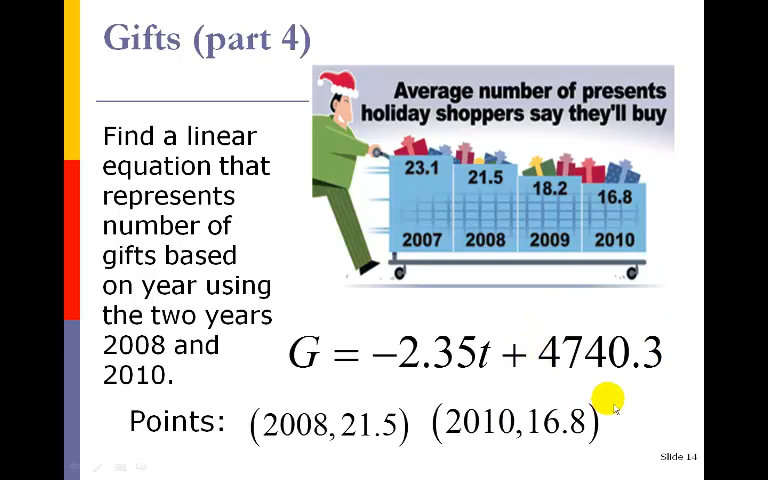 Gifts (part 4)
Average number of presents
holiday shoppers say they'll buy
Find a linear
equation that
represents
number of
gifts based
on year using
the two years
2008 and
2010.
23.1 21.5 18.2 16.8
2007 2008 2009 2010
G = −2.35t + 4740.3
Points: (2008, 21.5) (2010, 16.8)
Slide 14